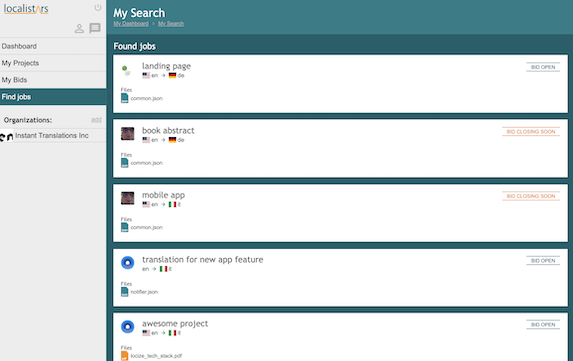 localistars
Dashboard
My Projects
My Bids
Find jobs
Organizations:
add
Instant Translations Inc
My Search
My Dashboard > My Search
Found jobs
landing page
BID OPEN
en → de
Files
common.json
book abstract
BID CLOSING SOON
en → de
Files
common.json
mobile app
BID CLOSING SOON
en → it
Files
common.json
translation for new app feature
BID OPEN
en → it
Files
notifier.json
awesome project
BID OPEN
en → it
Files
locize_tech_stack.pdf